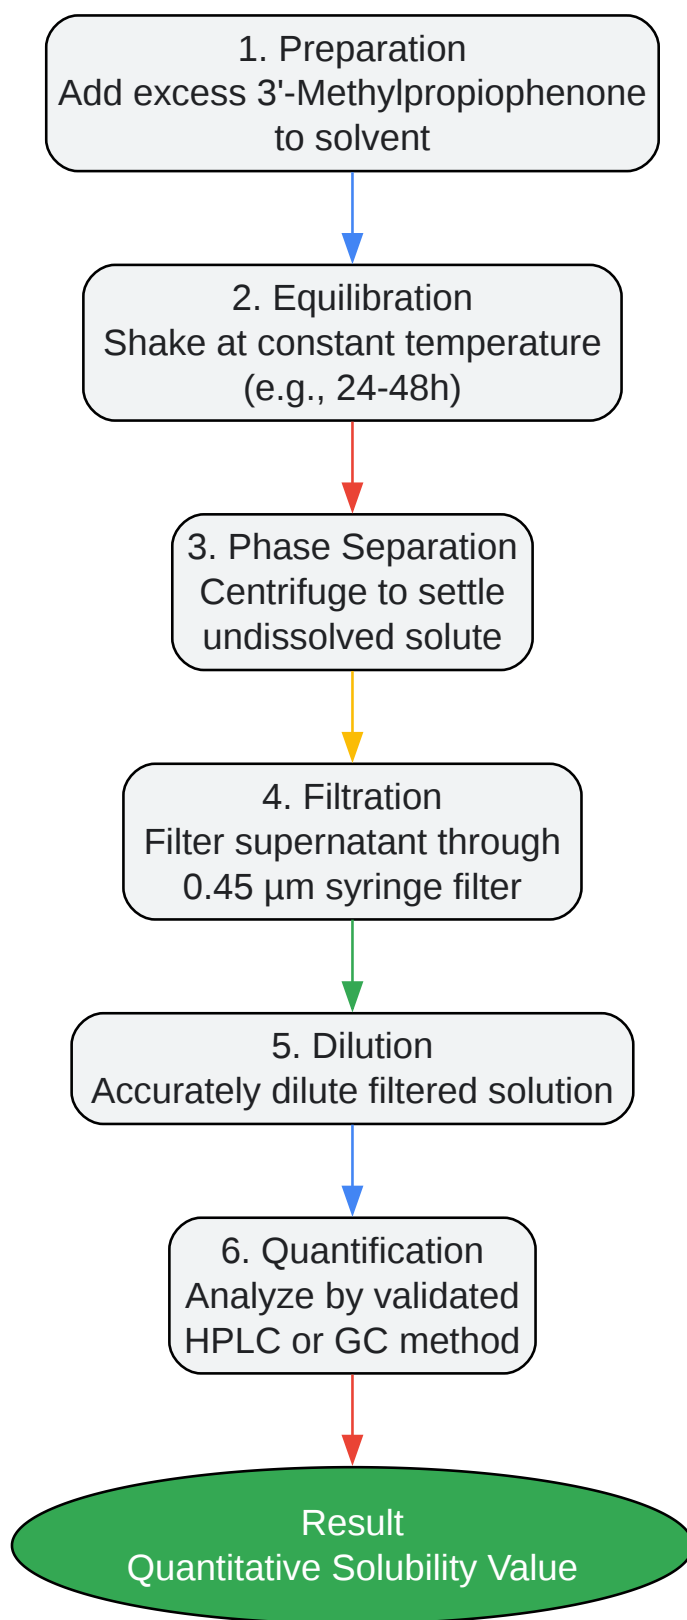 1. Preparation
Add excess 3'-Methylpropiophenone
to solvent
2. Equilibration
Shake at constant temperature
(e.g., 24-48h)
3. Phase Separation
Centrifuge to settle
undissolved solute
4. Filtration
Filter supernatant through
0.45 µm syringe filter
5. Dilution
Accurately dilute filtered solution
6. Quantification
Analyze by validated
HPLC or GC method
Result
Quantitative Solubility Value